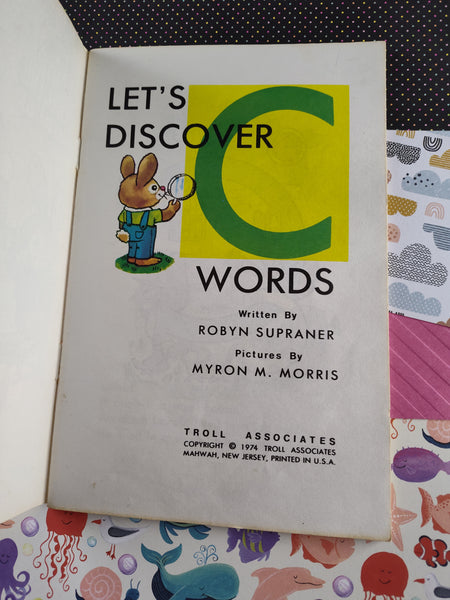 LET'S
DISCOVER
C
WORDS
Written By
ROBYN SUPRANER
Pictures By
MYRON M. MORRIS
TROLL ASSOCIATES
COPYRIGHT © 1974 TROLL ASSOCIATES
MAHWAH, NEW JERSEY, PRINTED IN U.S.A.